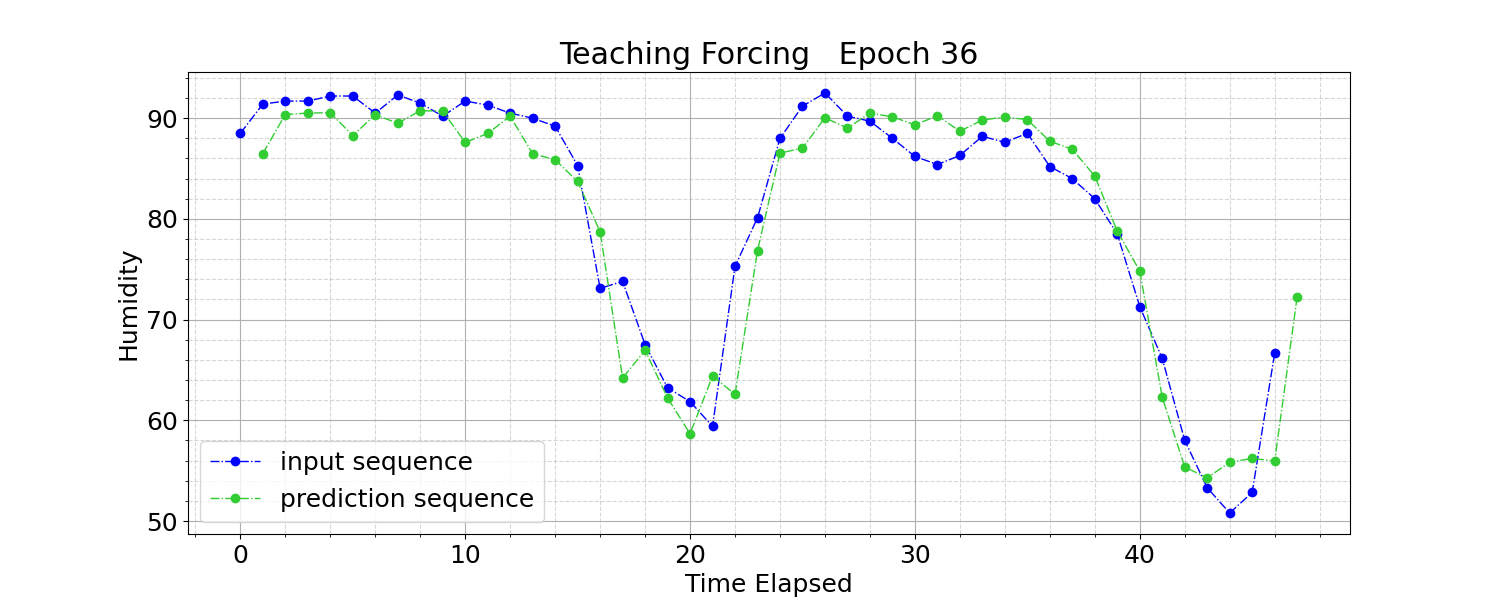 Teaching Forcing   Epoch 36
90
80
70
60
50
Humidity
input sequence
prediction sequence
0 10 20 30 40
Time Elapsed